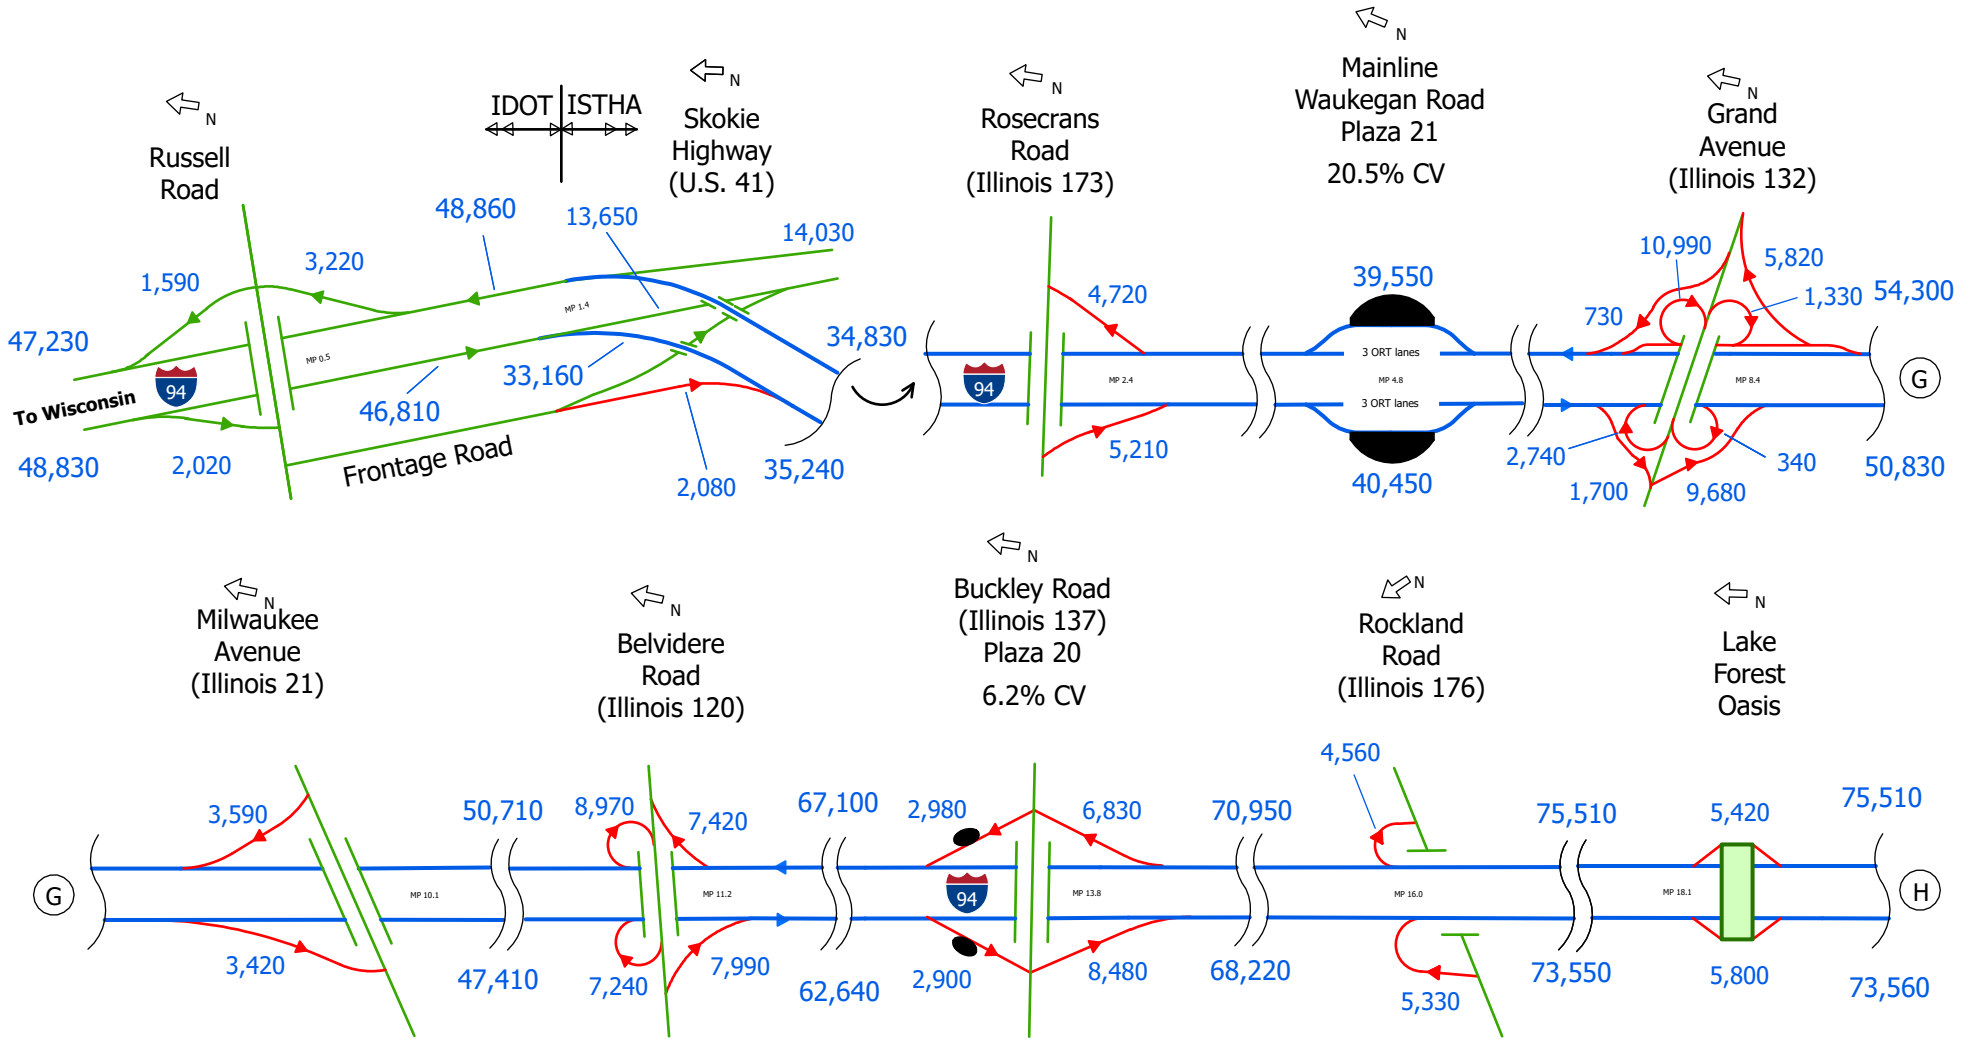 N
Russell
Road
IDOT
ISTHA
N
Skokie
Highway
(U.S. 41)
N
Rosecrans
Road
(Illinois 173)
N
Mainline
Waukegan Road
Plaza 21
20.5% CV
N
Grand
Avenue
(Illinois 132)
48,860
13,650
14,030
3,220
1,590
47,230
MP 1.4
MP 0.5
94
To Wisconsin
33,160
46,810
48,830
2,020
Frontage Road
2,080
35,240
34,830
94
4,720
MP 2.4
5,210
39,550
3 ORT lanes
MP 4.8
3 ORT lanes
40,450
10,990
5,820
730
1,330
54,300
MP 8.4
G
2,740
340
1,700
9,680
50,830
N
Milwaukee
Avenue
(Illinois 21)
N
Belvidere
Road
(Illinois 120)
N
Buckley Road
(Illinois 137)
Plaza 20
6.2% CV
N
Rockland
Road
(Illinois 176)
N
Lake
Forest
Oasis
G
3,590
MP 10.1
3,420
50,710
47,410
8,970
7,420
MP 11.2
7,240
7,990
67,100
62,640
2,980
6,830
94
MP 13.8
2,900
8,480
70,950
68,220
4,560
MP 16.0
5,330
75,510
73,550
5,420
MP 18.1
5,800
75,510
73,560
H